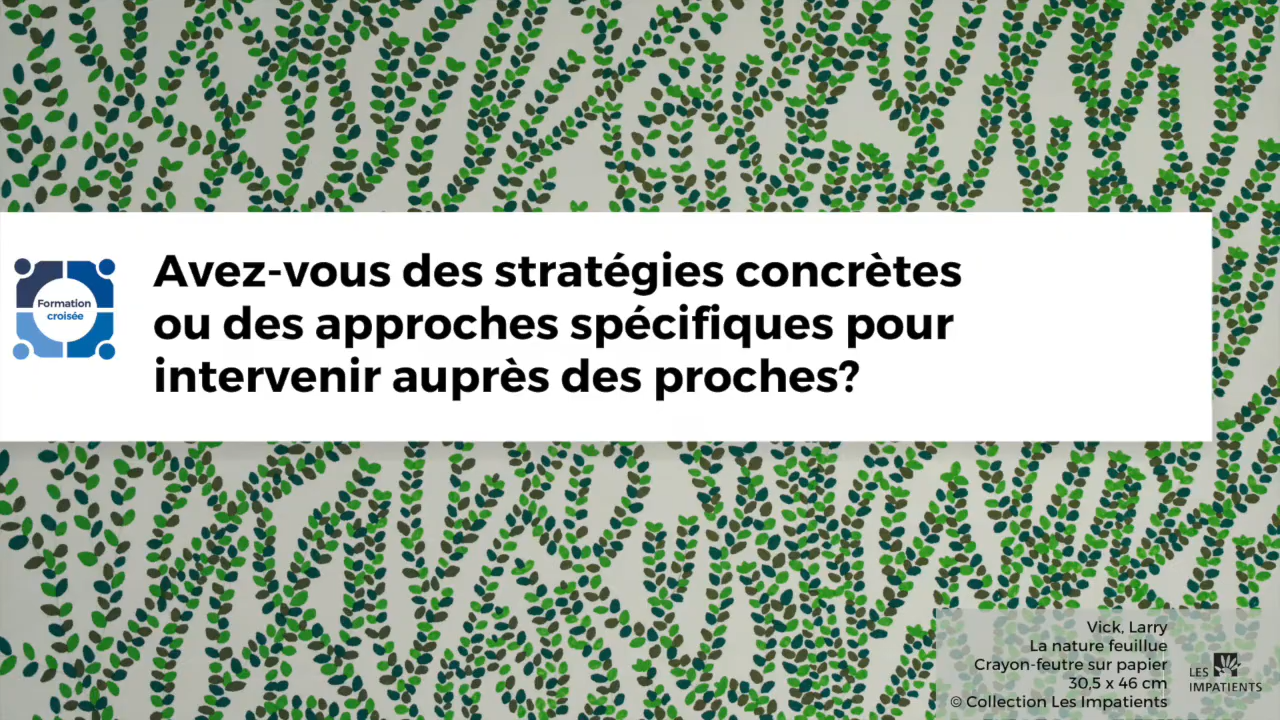 Formation
croisée
Avez-vous des stratégies concrètes
ou des approches spécifiques pour
intervenir auprès des proches?
Vick, Larry
La nature feuillue
Crayon-feutre sur papier
30,5 x 46 cm
© Collection Les Impatients
LES
IMPATIENTS